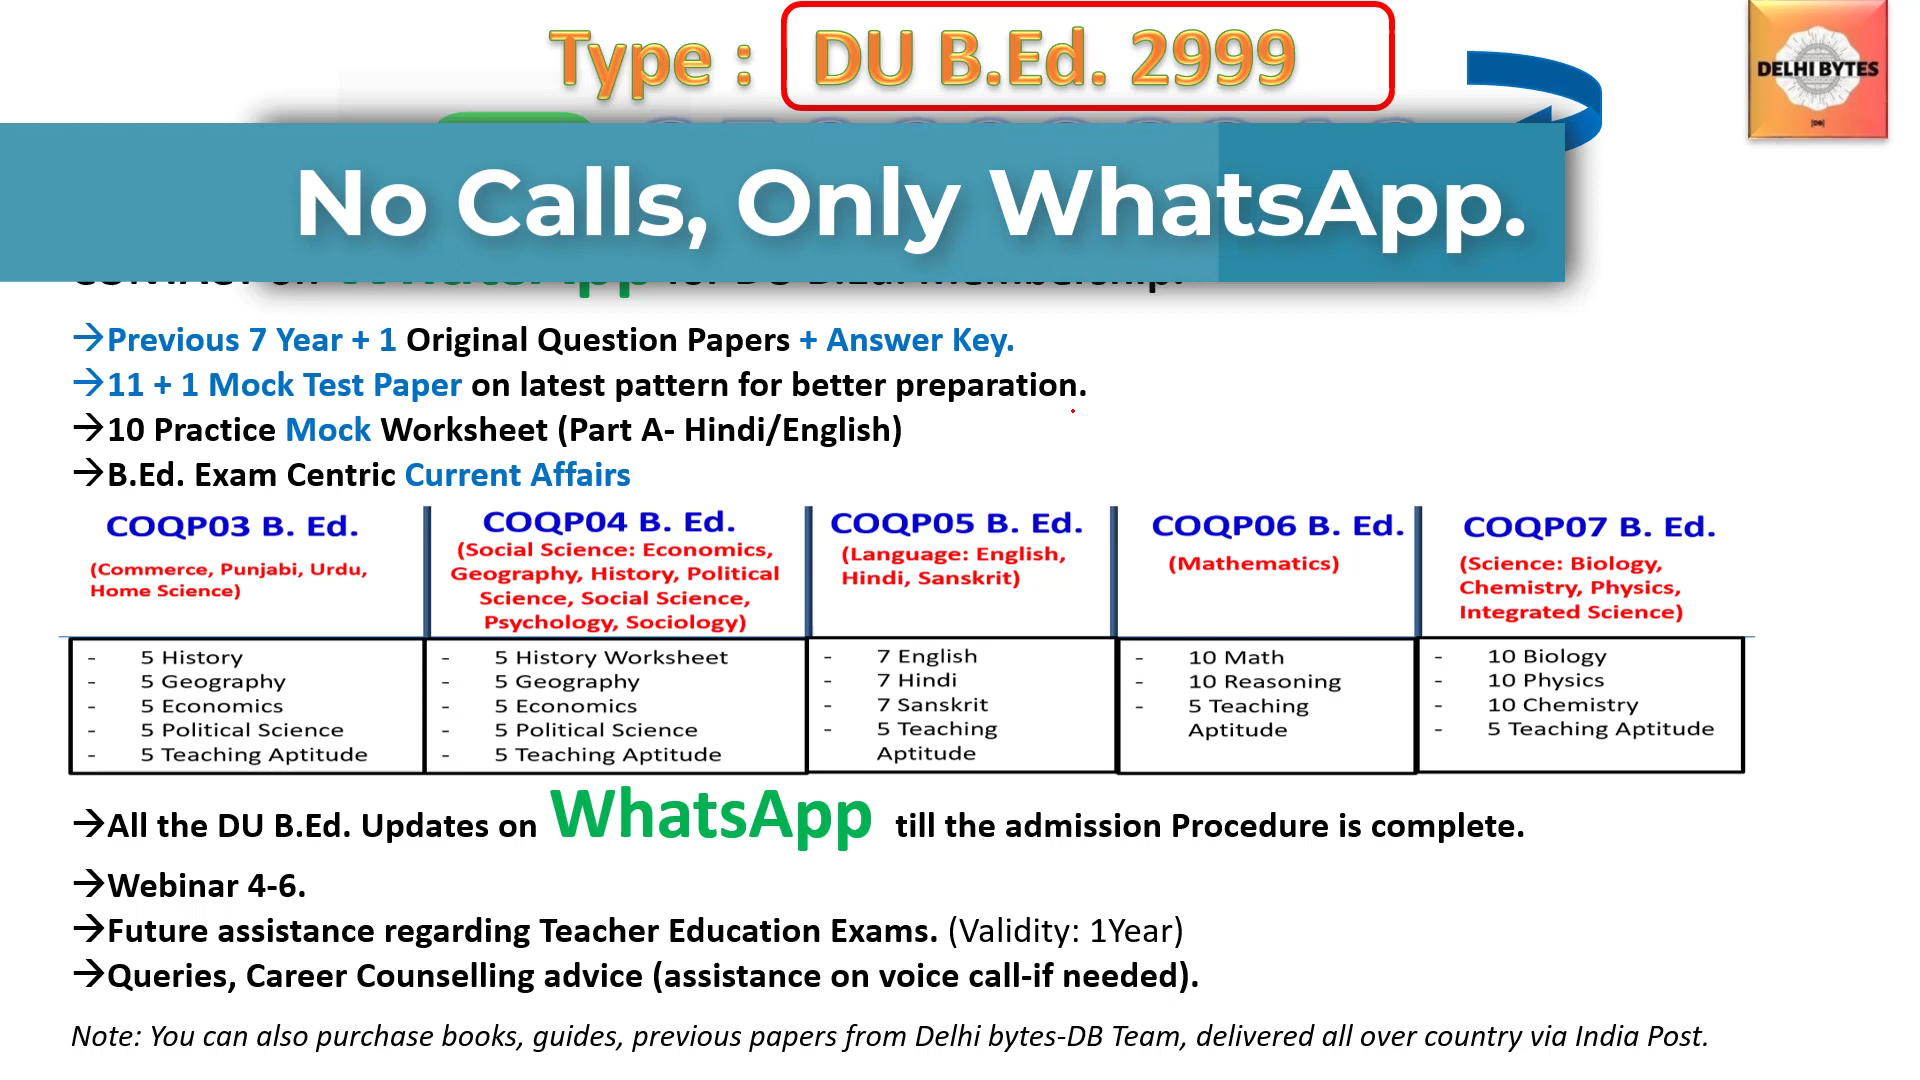 Type : DU B.Ed. 2999
DELHI BYTES
|DB|
No Calls, Only WhatsApp.
→Previous 7 Year + 1 Original Question Papers + Answer Key.
→11 + 1 Mock Test Paper on latest pattern for better preparation.
→10 Practice Mock Worksheet (Part A- Hindi/English)
→B.Ed. Exam Centric Current Affairs
COQP03 B. Ed.
(Commerce, Punjabi, Urdu,
Home Science)
- 5 History
- 5 Geography
- 5 Economics
- 5 Political Science
- 5 Teaching Aptitude
COQP04 B. Ed.
(Social Science: Economics,
Geography, History, Political
Science, Social Science,
Psychology, Sociology)
- 5 History Worksheet
- 5 Geography
- 5 Economics
- 5 Political Science
- 5 Teaching Aptitude
COQP05 B. Ed.
(Language: English,
Hindi, Sanskrit)
- 7 English
- 7 Hindi
- 7 Sanskrit
- 5 Teaching
Aptitude
COQP06 B. Ed.
(Mathematics)
- 10 Math
- 10 Reasoning
- 5 Teaching
Aptitude
COQP07 B. Ed.
(Science: Biology,
Chemistry, Physics,
Integrated Science)
- 10 Biology
- 10 Physics
- 10 Chemistry
- 5 Teaching Aptitude
→All the DU B.Ed. Updates on WhatsApp till the admission Procedure is complete.
→Webinar 4-6.
→Future assistance regarding Teacher Education Exams. (Validity: 1Year)
→Queries, Career Counselling advice (assistance on voice call-if needed).
Note: You can also purchase books, guides, previous papers from Delhi bytes-DB Team, delivered all over country via India Post.